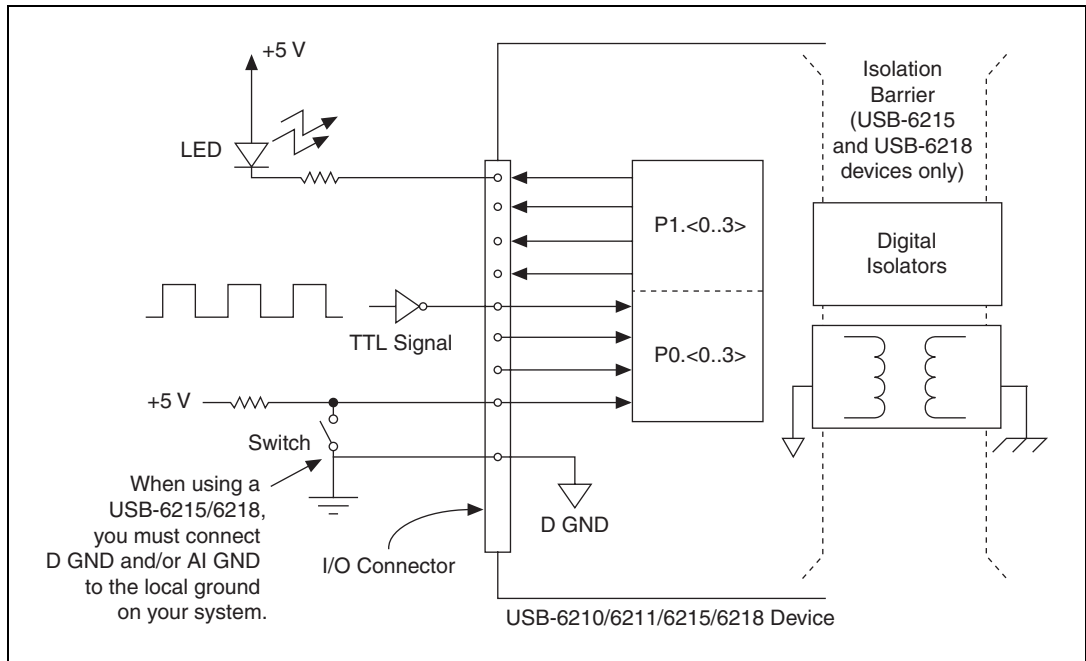 +5 V
LED
TTL Signal
+5 V
Switch
When using a
USB-6215/6218,
you must connect
D GND and/or AI GND
to the local ground
on your system.
I/O Connector
D GND
P1.<0..3>
P0.<0..3>
USB-6210/6211/6215/6218 Device
Isolation
Barrier
(USB-6215
and USB-6218
devices only)
Digital
Isolators